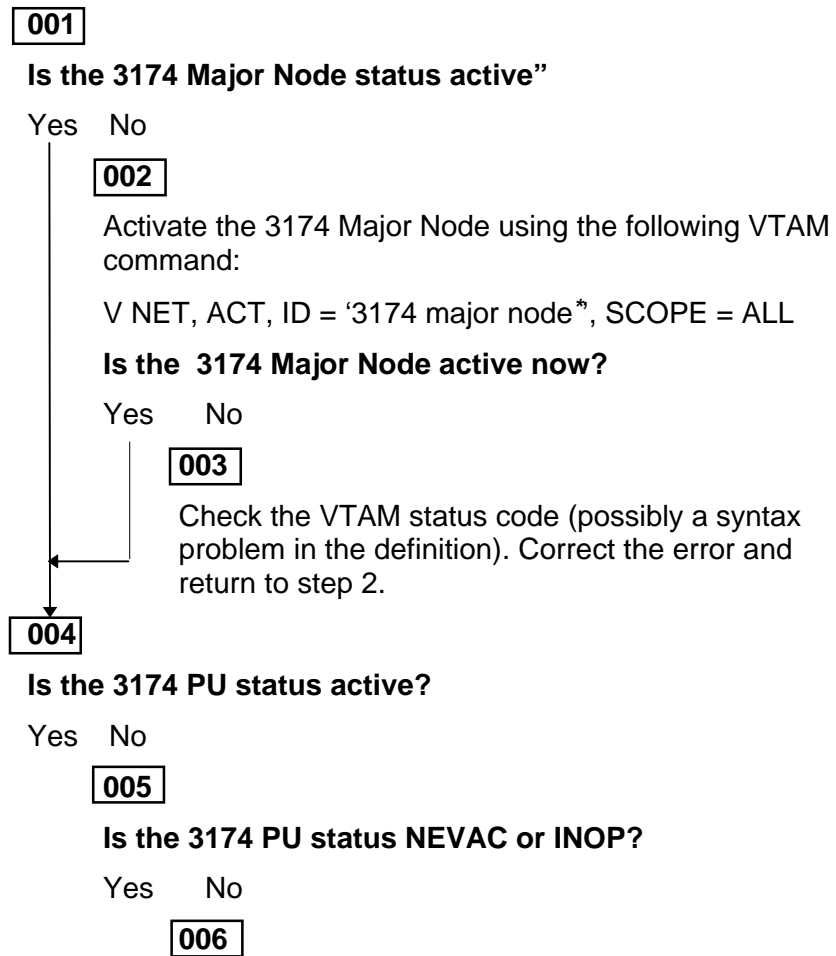 001
Is the 3174 Major Node status active”
Yes No
002
Activate the 3174 Major Node using the following VTAM
command:
V NET, ACT, ID = ‘3174 major node*’, SCOPE = ALL
Is the 3174 Major Node active now?
Yes No
003
Check the VTAM status code (possibly a syntax
problem in the definition). Correct the error and
return to step 2.
004
Is the 3174 PU status active?
Yes No
005
Is the 3174 PU status NEVAC or INOP?
Yes No
006